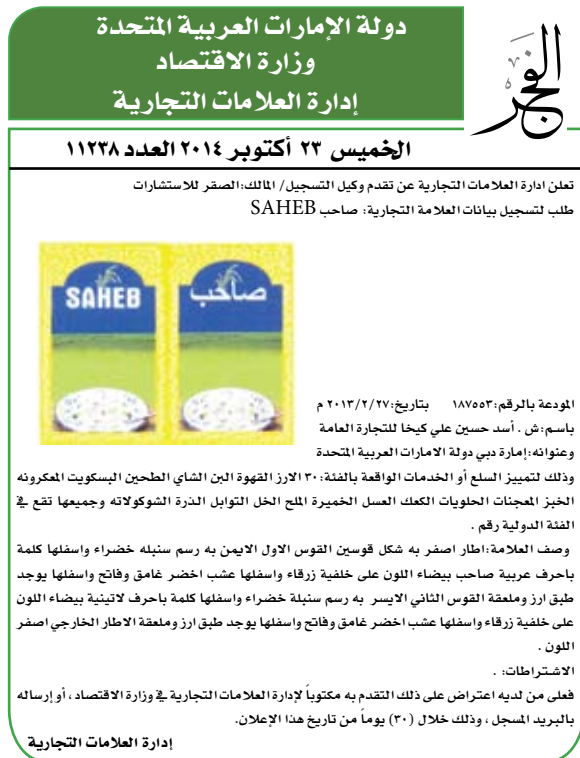 دولة الإمارات العربية المتحدة
وزارة الاقتصاد
إدارة العلامات التجارية
الفجر
الخميس ٢٣ أكتوبر ٢٠١٤ العدد ١١٢٣٨
تعلن ادارة العلامات التجارية عن تقدم وكيل التسجيل/ المالك:الصقر للاستشارات
طلب لتسجيل بيانات العلامة التجارية: صاحب SAHEB
SAHEB صاحب
المودعة بالرقم:١٨٧٥٥٣ بتاريخ:٢٠١٣/٢/٢٧ م
باسم:ش . أسد حسين علي كيخا للتجارة العامة
وعنوانه:إمارة دبي دولة الامارات العربية المتحدة
وذلك لتمييز السلع أو الخدمات الواقعة بالفئة:٣٠ الارز القهوة البن الشاي الطحين البسكويت المعكرونه
الخبز المعجنات الحلويات الكعك العسل الخميرة الملح الخل التوابل الذرة الشوكولاته وجميعها تقع في
الفئة الدولية رقم .
وصف العلامة:اطار اصفر به شكل قوسين القوس الاول الايمن به رسم سنبله خضراء واسفلها كلمة
باحرف عربية صاحب بيضاء اللون على خلفية زرقاء واسفلها عشب اخضر غامق وفاتح واسفلها يوجد
طبق ارز وملعقة القوس الثاني الايسر به رسم سنبلة خضراء واسفلها كلمة باحرف لاتينية بيضاء اللون
على خلفية زرقاء واسفلها عشب اخضر غامق وفاتح واسفلها يوجد طبق ارز وملعقة الاطار الخارجي اصفر
اللون .
الاشتراطات: .
فعلى من لديه اعتراض على ذلك التقدم به مكتوباً لإدارة العلامات التجارية في وزارة الاقتصاد ، أو إرساله
بالبريد المسجل ، وذلك خلال (٣٠) يوماً من تاريخ هذا الإعلان.
إدارة العلامات التجارية